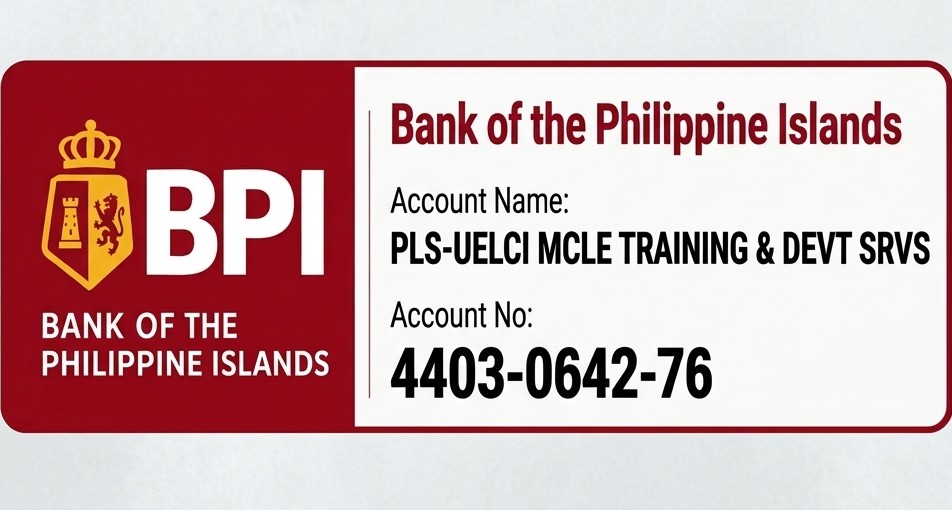 BPI
BANK OF THE
PHILIPPINE ISLANDS
Bank of the Philippine Islands
Account Name:
PLS-UELCI MCLE TRAINING & DEVT SRVS
Account No:
4403-0642-76